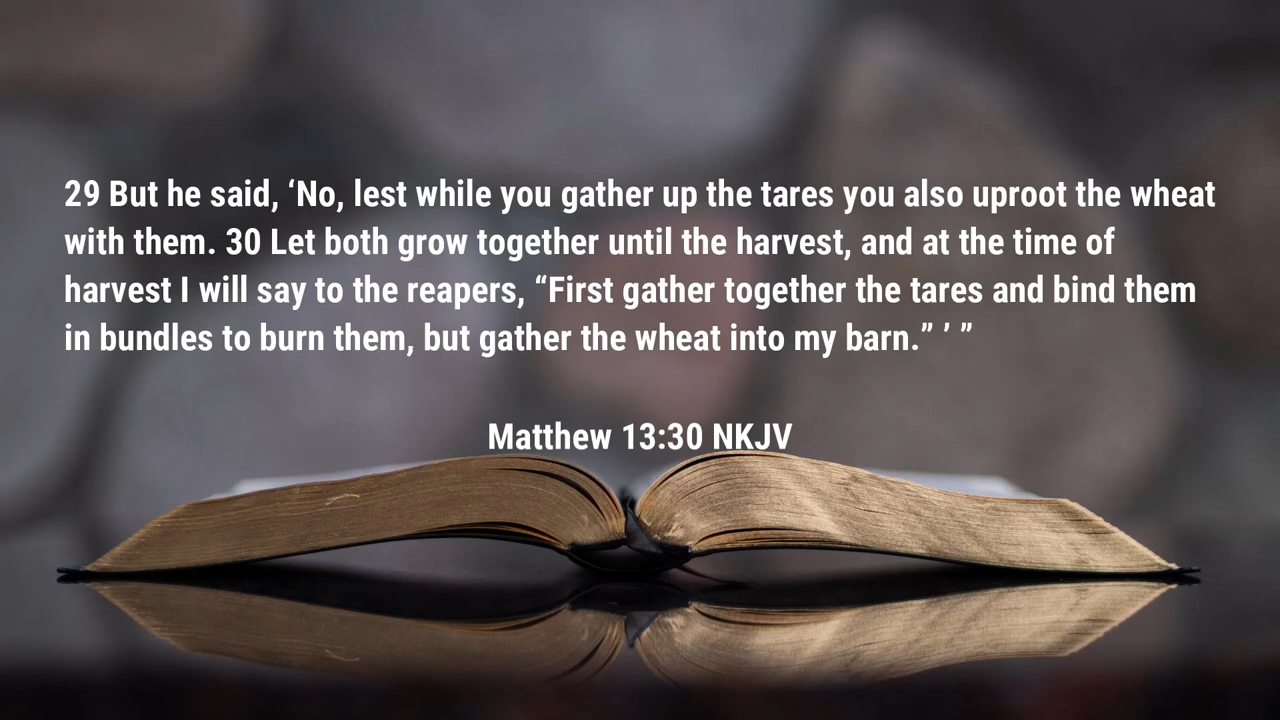 29 But he said, ‘No, lest while you gather up the tares you also uproot the wheat
with them. 30 Let both grow together until the harvest, and at the time of
harvest I will say to the reapers, “First gather together the tares and bind them
in bundles to burn them, but gather the wheat into my barn.” ’ ”
Matthew 13:30 NKJV